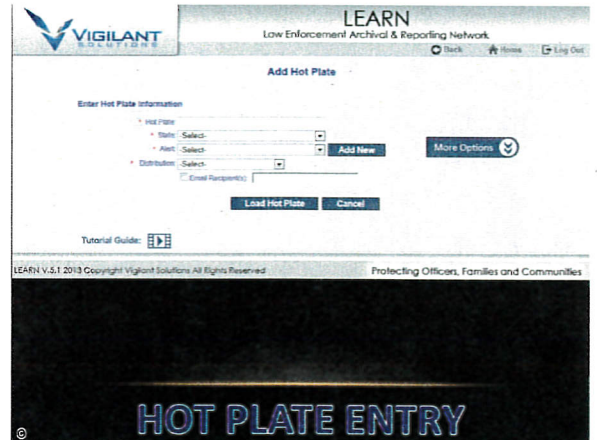 VIGILANT
SOLUTIONS
LEARN
Law Enforcement Archival & Reporting Network
Back Home Log Out
Add Hot Plate
Enter Hot Plate Information
* Hot Plate
* State -Select-
* Alert -Select- Add New
* Distribution -Select-
Email Recipient(s)
More Options
Load Hot Plate Cancel
Tutorial Guide:
LEARN V.5.1 2013 Copyright Vigilant Solutions All Rights Reserved Protecting Officers, Families and Communities
HOT PLATE ENTRY
©